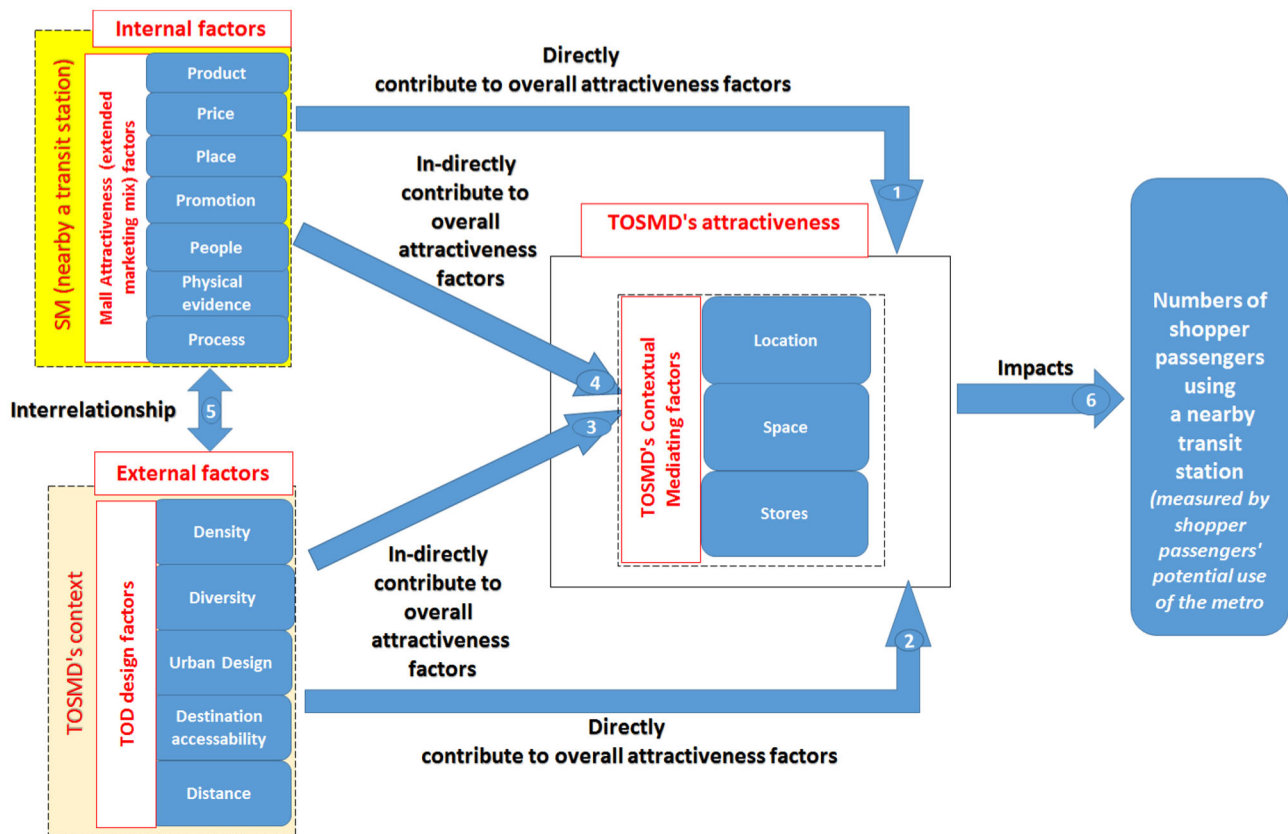 Internal factors
SM (nearby a transit station)
Mall Attractiveness (extended
marketing mix) factors
Product
Price
Place
Promotion
People
Physical
evidence
Process
Directly
contribute to overall attractiveness factors
1
In-directly
contribute to
overall
attractiveness
factors
4
Interrelationship
5
External factors
TOSMD's context
TOD design factors
Density
Diversity
Urban Design
Destination
accessability
Distance
3
In-directly
contribute to
overall
attractiveness
factors
2
Directly
contribute to overall attractiveness factors
TOSMD's attractiveness
TOSMD's Contextual
Mediating factors
Location
Space
Stores
Impacts
6
Numbers of
shopper
passengers
using
a nearby
transit
station
(measured by
shopper
passengers'
potential use
of the metro